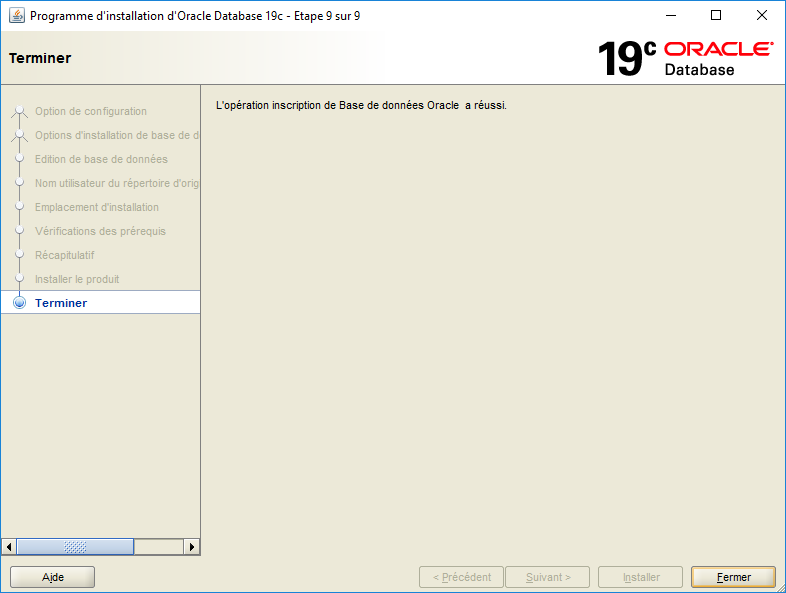 Programme d'installation d'Oracle Database 19c - Etape 9 sur 9
Terminer
19c ORACLE
Database
Option de configuration
Options d'installation de base de d
Edition de base de données
Nom utilisateur du répertoire d'orig
Emplacement d'installation
Vérifications des prérequis
Récapitulatif
Installer le produit
Terminer
L'opération inscription de Base de données Oracle  a réussi.
Aide
< Précédent
Suivant >
Installer
Fermer